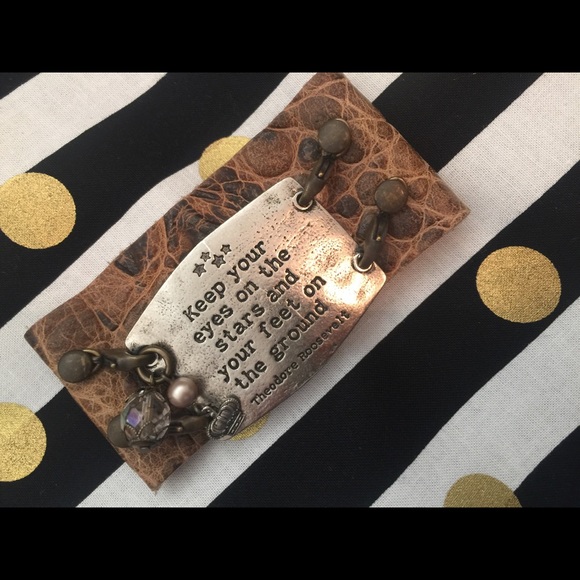 Keep your
eyes on the
stars and
your feet on
the ground
Theodore Roosevelt